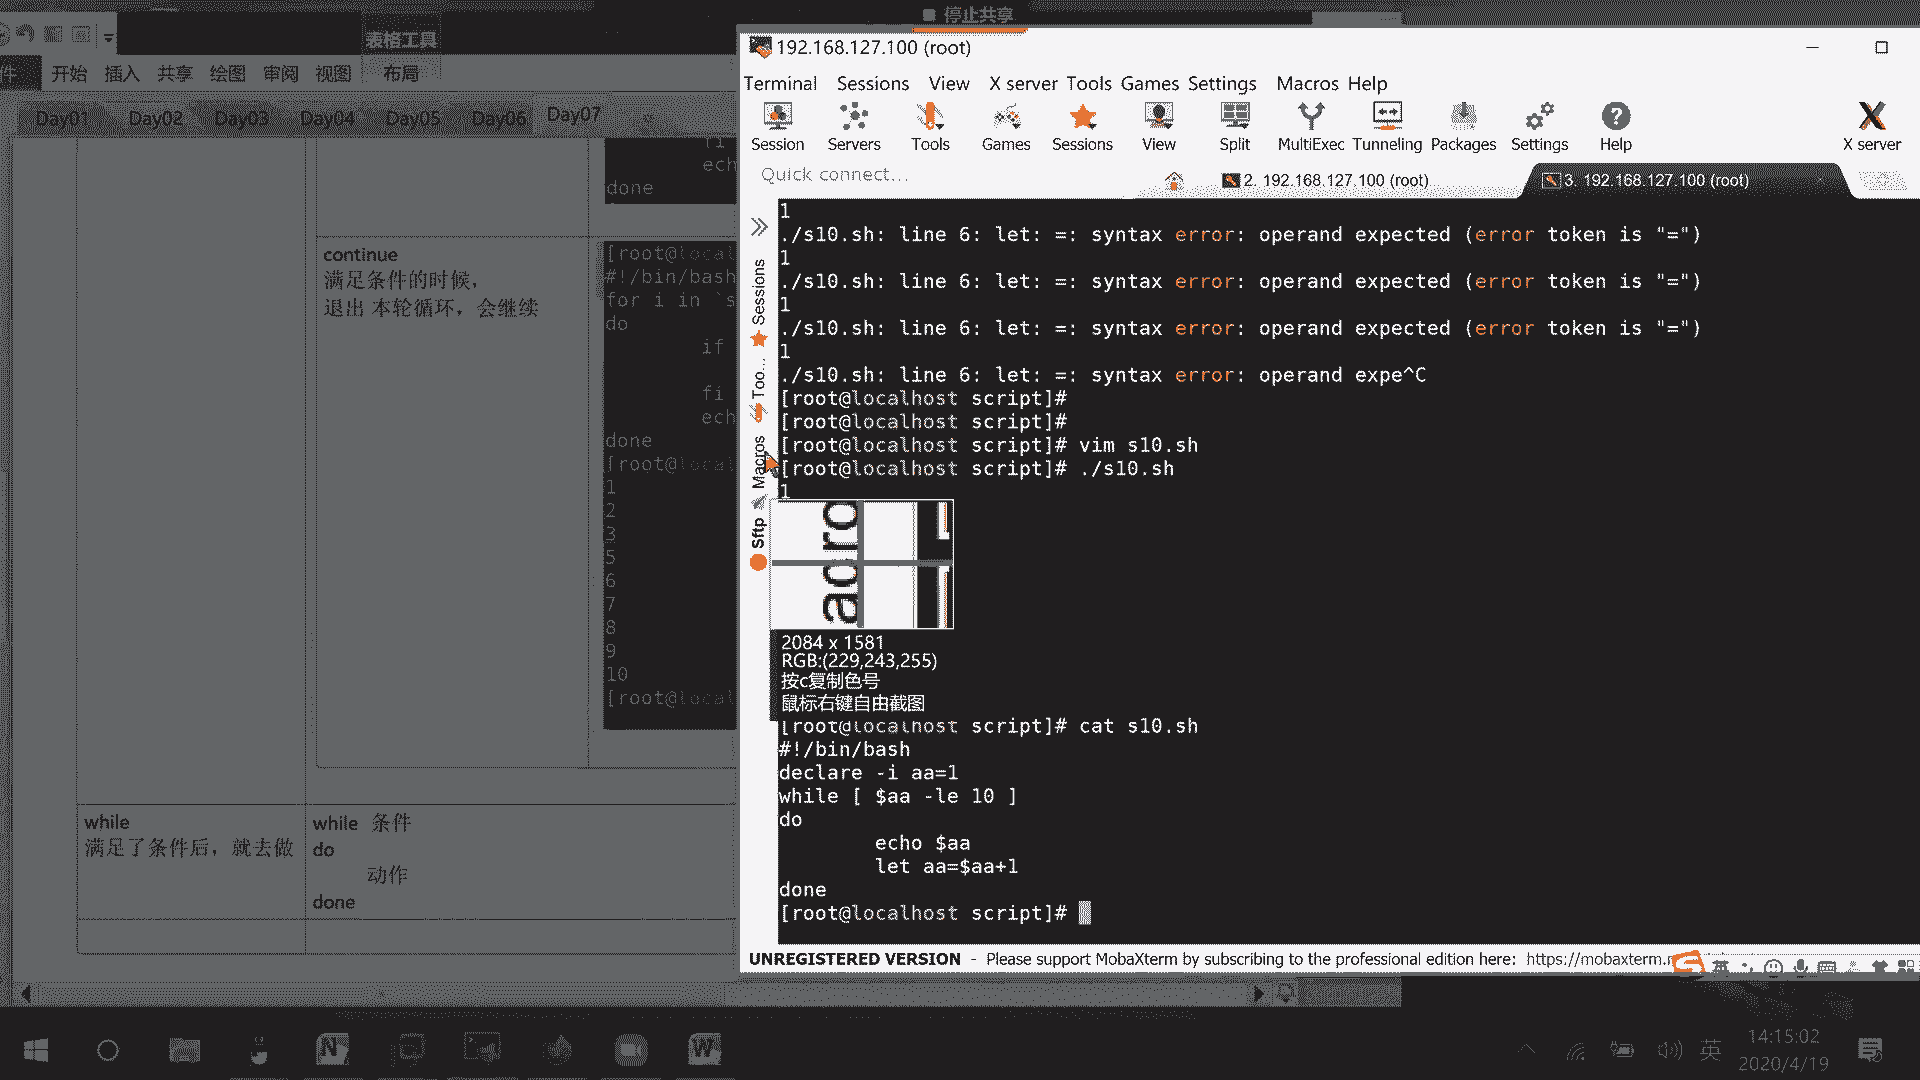 停止共享
表格工具
件 开始 插入 共享 绘图 审阅 视图 布局
Day01 Day02 Day03 Day04 Day05 Day06 Day07
fi
ech
done
continue
满足条件的时候，
退出 本轮循环，会继续
[root@local
#!/bin/bash
for i in `s
do
if
fi
ech
done
[root@local
1
2
3
5
6
7
8
9
10
[root@local
while
满足了条件后，就去做
while 条件
do
动作
done
192.168.127.100 (root)
Terminal Sessions View X server Tools Games Settings Macros Help
Session Servers Tools Games Sessions View Split MultiExec Tunneling Packages Settings Help X server
Quick connect...
2. 192.168.127.100 (root)
3. 192.168.127.100 (root)
Sessions
Too...
Macros
Sftp
1
./s10.sh: line 6: let: =: syntax error: operand expected (error token is "=")
1
./s10.sh: line 6: let: =: syntax error: operand expected (error token is "=")
1
./s10.sh: line 6: let: =: syntax error: operand expected (error token is "=")
1
./s10.sh: line 6: let: =: syntax error: operand expe^C
[root@localhost script]#
[root@localhost script]#
[root@localhost script]# vim s10.sh
[root@localhost script]# ./s10.sh
1
acro
2084 x 1581
RGB:(229,243,255)
按c复制色号
鼠标右键自由截图
[root@localhost script]# cat s10.sh
#!/bin/bash
declare -i aa=1
while [ $aa -le 10 ]
do
echo $aa
let aa=$aa+1
done
[root@localhost script]#
UNREGISTERED VERSION - Please support MobaXterm by subscribing to the professional edition here: https://mobaxterm.
英
英
14:15:02
2020/4/19